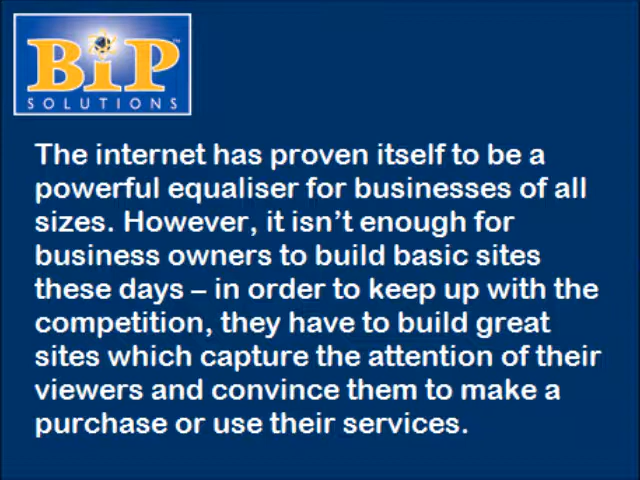 BiP™
SOLUTIONS
The internet has proven itself to be a
powerful equaliser for businesses of all
sizes. However, it isn't enough for
business owners to build basic sites
these days – in order to keep up with the
competition, they have to build great
sites which capture the attention of their
viewers and convince them to make a
purchase or use their services.